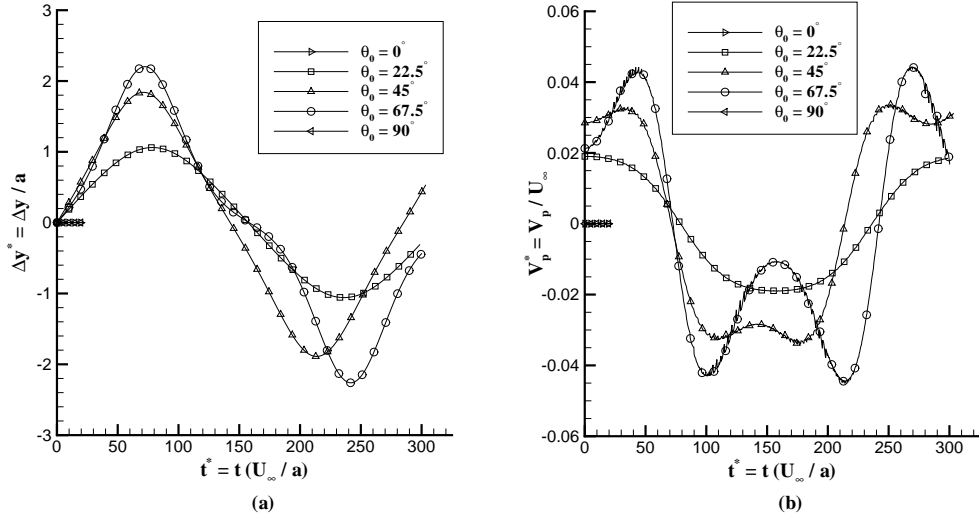 θ₀ = 0°
θ₀ = 22.5°
θ₀ = 45°
θ₀ = 67.5°
θ₀ = 90°
3
2
1
0
-1
-2
-3
Δy* = Δy / a
0 50 100 150 200 250 300
t* = t (U∞ / a)
(a)
θ₀ = 0°
θ₀ = 22.5°
θ₀ = 45°
θ₀ = 67.5°
θ₀ = 90°
0.06
0.04
0.02
0
-0.02
-0.04
-0.06
Vₚ* = Vₚ / U∞
0 50 100 150 200 250 300
t* = t (U∞ / a)
(b)